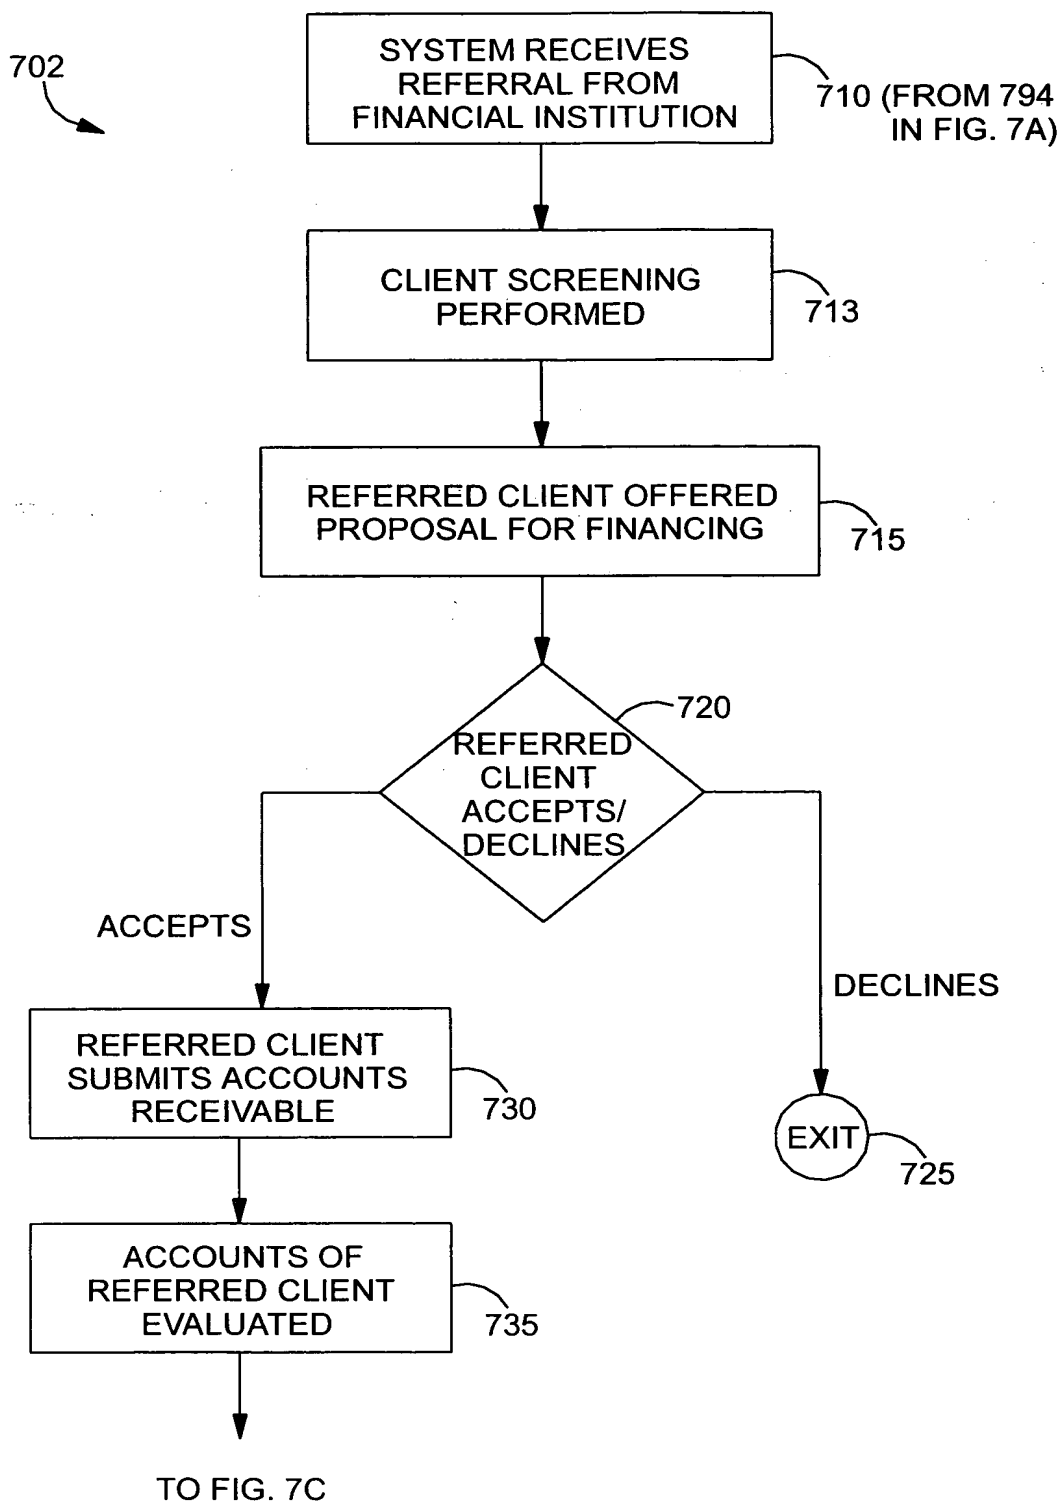 702
SYSTEM RECEIVES
REFERRAL FROM
FINANCIAL INSTITUTION
710 (FROM 794
IN FIG. 7A)
CLIENT SCREENING
PERFORMED
713
REFERRED CLIENT OFFERED
PROPOSAL FOR FINANCING
715
720
REFERRED
CLIENT
ACCEPTS/
DECLINES
ACCEPTS
DECLINES
REFERRED CLIENT
SUBMITS ACCOUNTS
RECEIVABLE
730
EXIT
725
ACCOUNTS OF
REFERRED CLIENT
EVALUATED
735
TO FIG. 7C